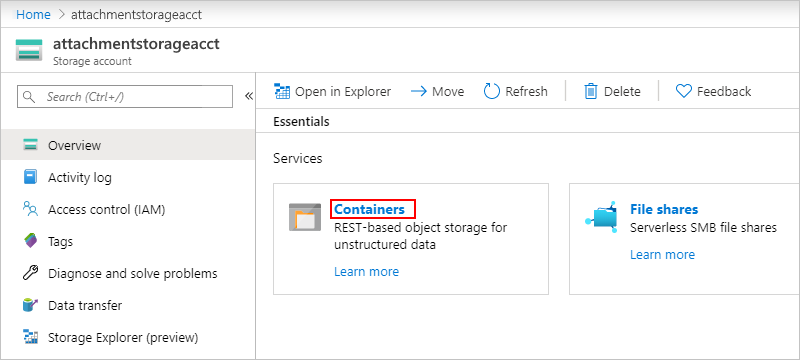 Home > attachmentstorageacct
attachmentstorageacct
Storage account
Search (Ctrl+/)
«
Open in Explorer
Move
Refresh
Delete
Feedback
Essentials
Overview
Activity log
Access control (IAM)
Tags
Diagnose and solve problems
Data transfer
Storage Explorer (preview)
Services
Containers
REST-based object storage for
unstructured data
Learn more
File shares
Serverless SMB file shares
Learn more